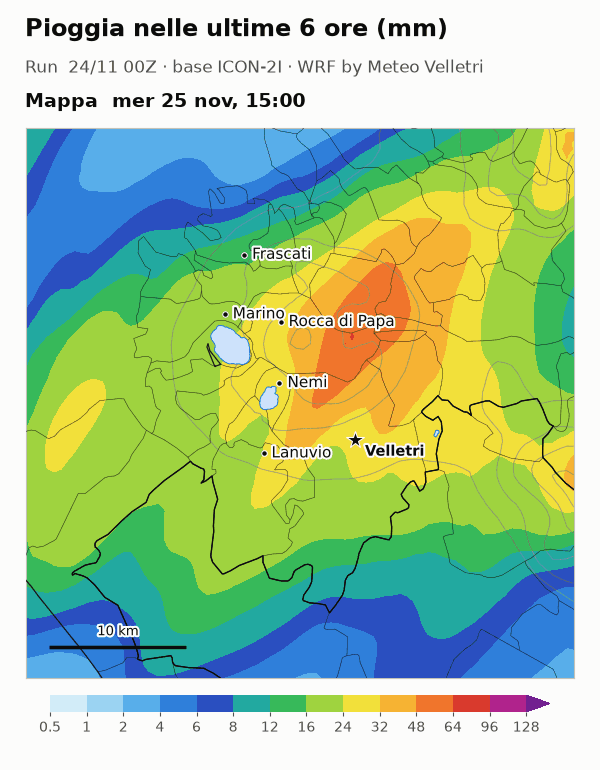 Pioggia nelle ultime 6 ore (mm)
Run  24/11 00Z · base ICON-2I · WRF by Meteo Velletri
Mappa  mer 25 nov, 15:00
Frascati
Marino
Rocca di Papa
Nemi
Velletri
Lanuvio
10 km
0.5 1 2 4 6 8 12 16 24 32 48 64 96 128